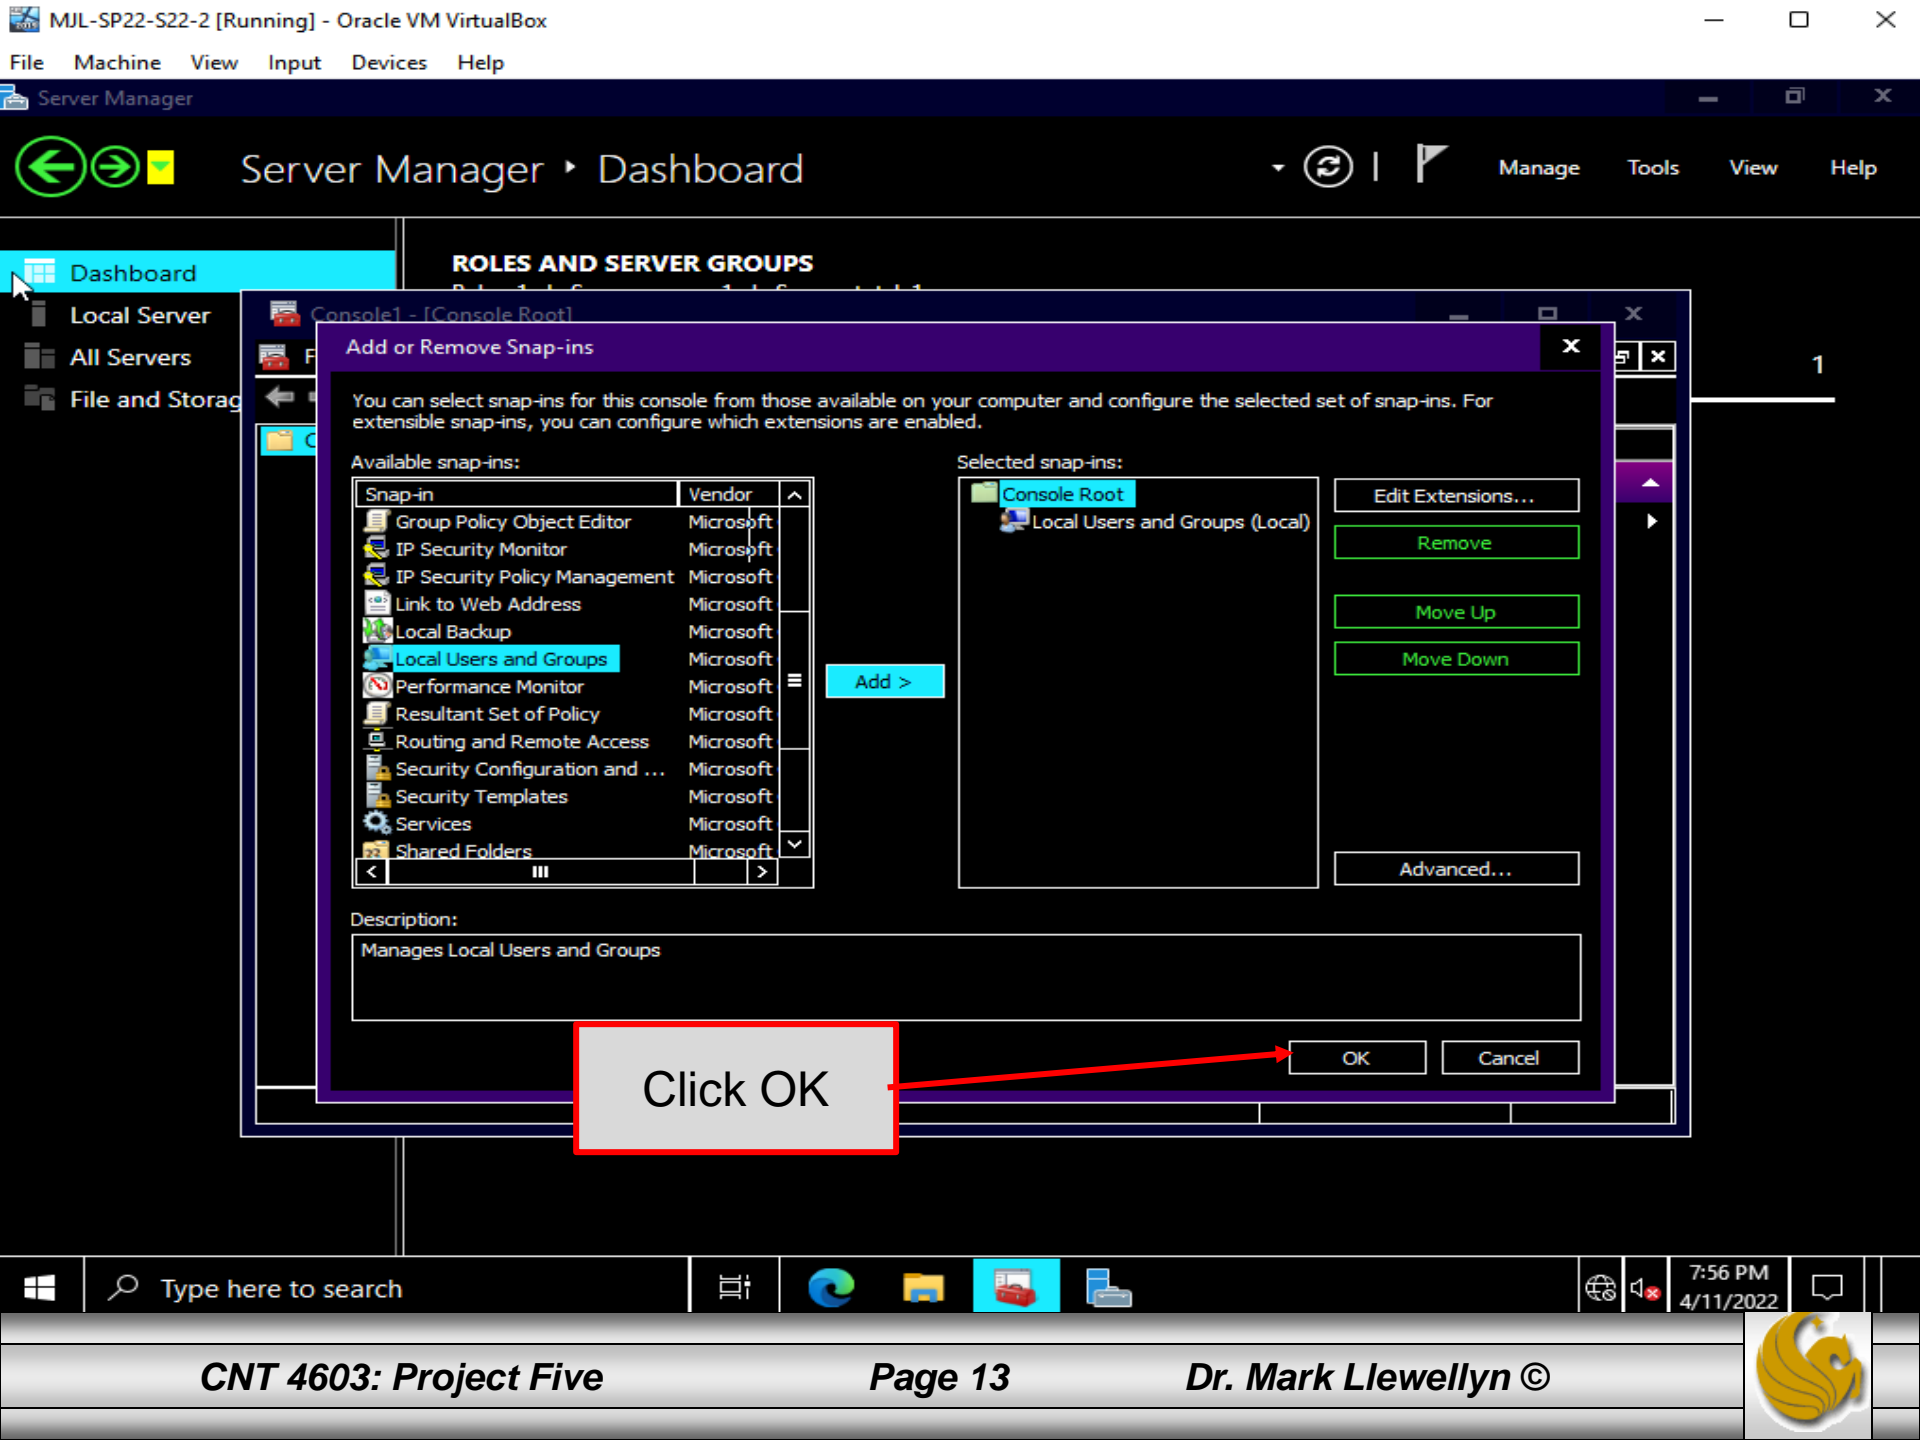 MJL-SP22-S22-2 [Running] - Oracle VM VirtualBox
File Machine View Input Devices Help
Server Manager
Server Manager ‣ Dashboard
Manage Tools View Help
Dashboard
Local Server
All Servers
File and Storag
ROLES AND SERVER GROUPS
1
Console1 - [Console Root]
Add or Remove Snap-ins
You can select snap-ins for this console from those available on your computer and configure the selected set of snap-ins. For
extensible snap-ins, you can configure which extensions are enabled.
Available snap-ins:
Snap-in Vendor
Group Policy Object Editor Microsoft
IP Security Monitor Microsoft
IP Security Policy Management Microsoft
Link to Web Address Microsoft
Local Backup Microsoft
Local Users and Groups Microsoft
Performance Monitor Microsoft
Resultant Set of Policy Microsoft
Routing and Remote Access Microsoft
Security Configuration and ... Microsoft
Security Templates Microsoft
Services Microsoft
Shared Folders Microsoft
Add >
Selected snap-ins:
Console Root
Local Users and Groups (Local)
Edit Extensions...
Remove
Move Up
Move Down
Advanced...
Description:
Manages Local Users and Groups
OK Cancel
Click OK
Type here to search
7:56 PM
4/11/2022
CNT 4603: Project Five Page 13 Dr. Mark Llewellyn ©